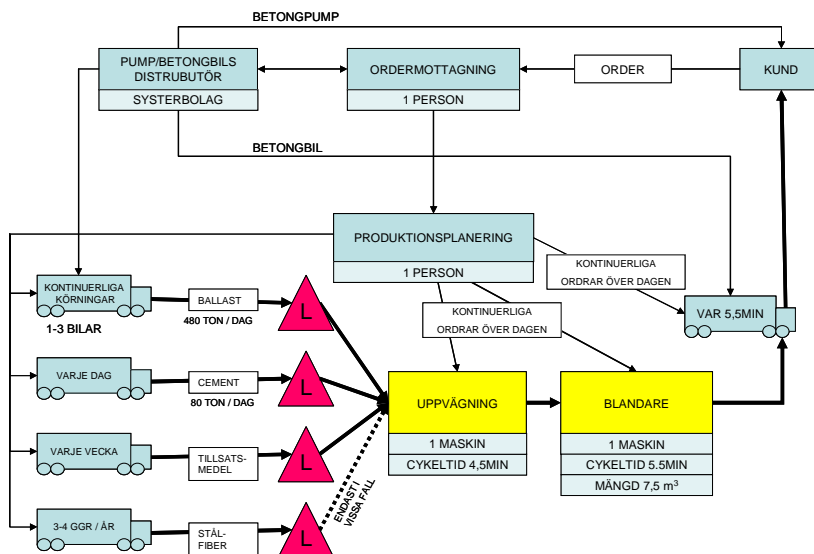 BETONGPUMP
PUMP/BETONGBILS
DISTRUBUTÖR
SYSTERBOLAG
ORDERMOTTAGNING
1 PERSON
ORDER
KUND
BETONGBIL
PRODUKTIONSPLANERING
1 PERSON
KONTINUERLIGA
ORDRAR ÖVER DAGEN
KONTINUERLIGA
ORDRAR ÖVER DAGEN
VAR 5,5MIN
KONTINUERLIGA
KÖRNINGAR
1-3 BILAR
BALLAST
480 TON / DAG
L
VARJE DAG
CEMENT
80 TON / DAG
L
VARJE VECKA
TILLSATS-
MEDEL
L
3-4 GGR / ÅR
STÅL-
FIBER
L
ENDAST I
VISSA FALL
UPPVÄGNING
1 MASKIN
CYKELTID 4,5MIN
BLANDARE
1 MASKIN
CYKELTID 5.5MIN
MÄNGD 7,5 m³